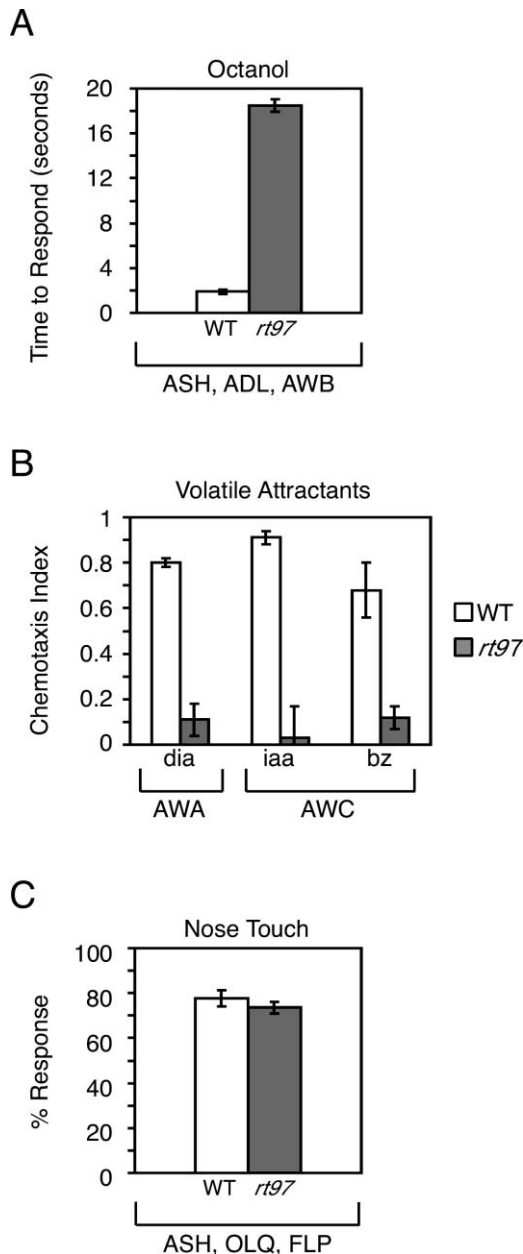 A
Octanol
Time to Respond (seconds)
20
16
12
8
4
0
WT rt97
ASH, ADL, AWB
B
Volatile Attractants
Chemotaxis Index
1
0.8
0.6
0.4
0.2
0
WT
rt97
dia iaa bz
AWA AWC
C
Nose Touch
% Response
100
80
60
40
20
0
WT rt97
ASH, OLQ, FLP